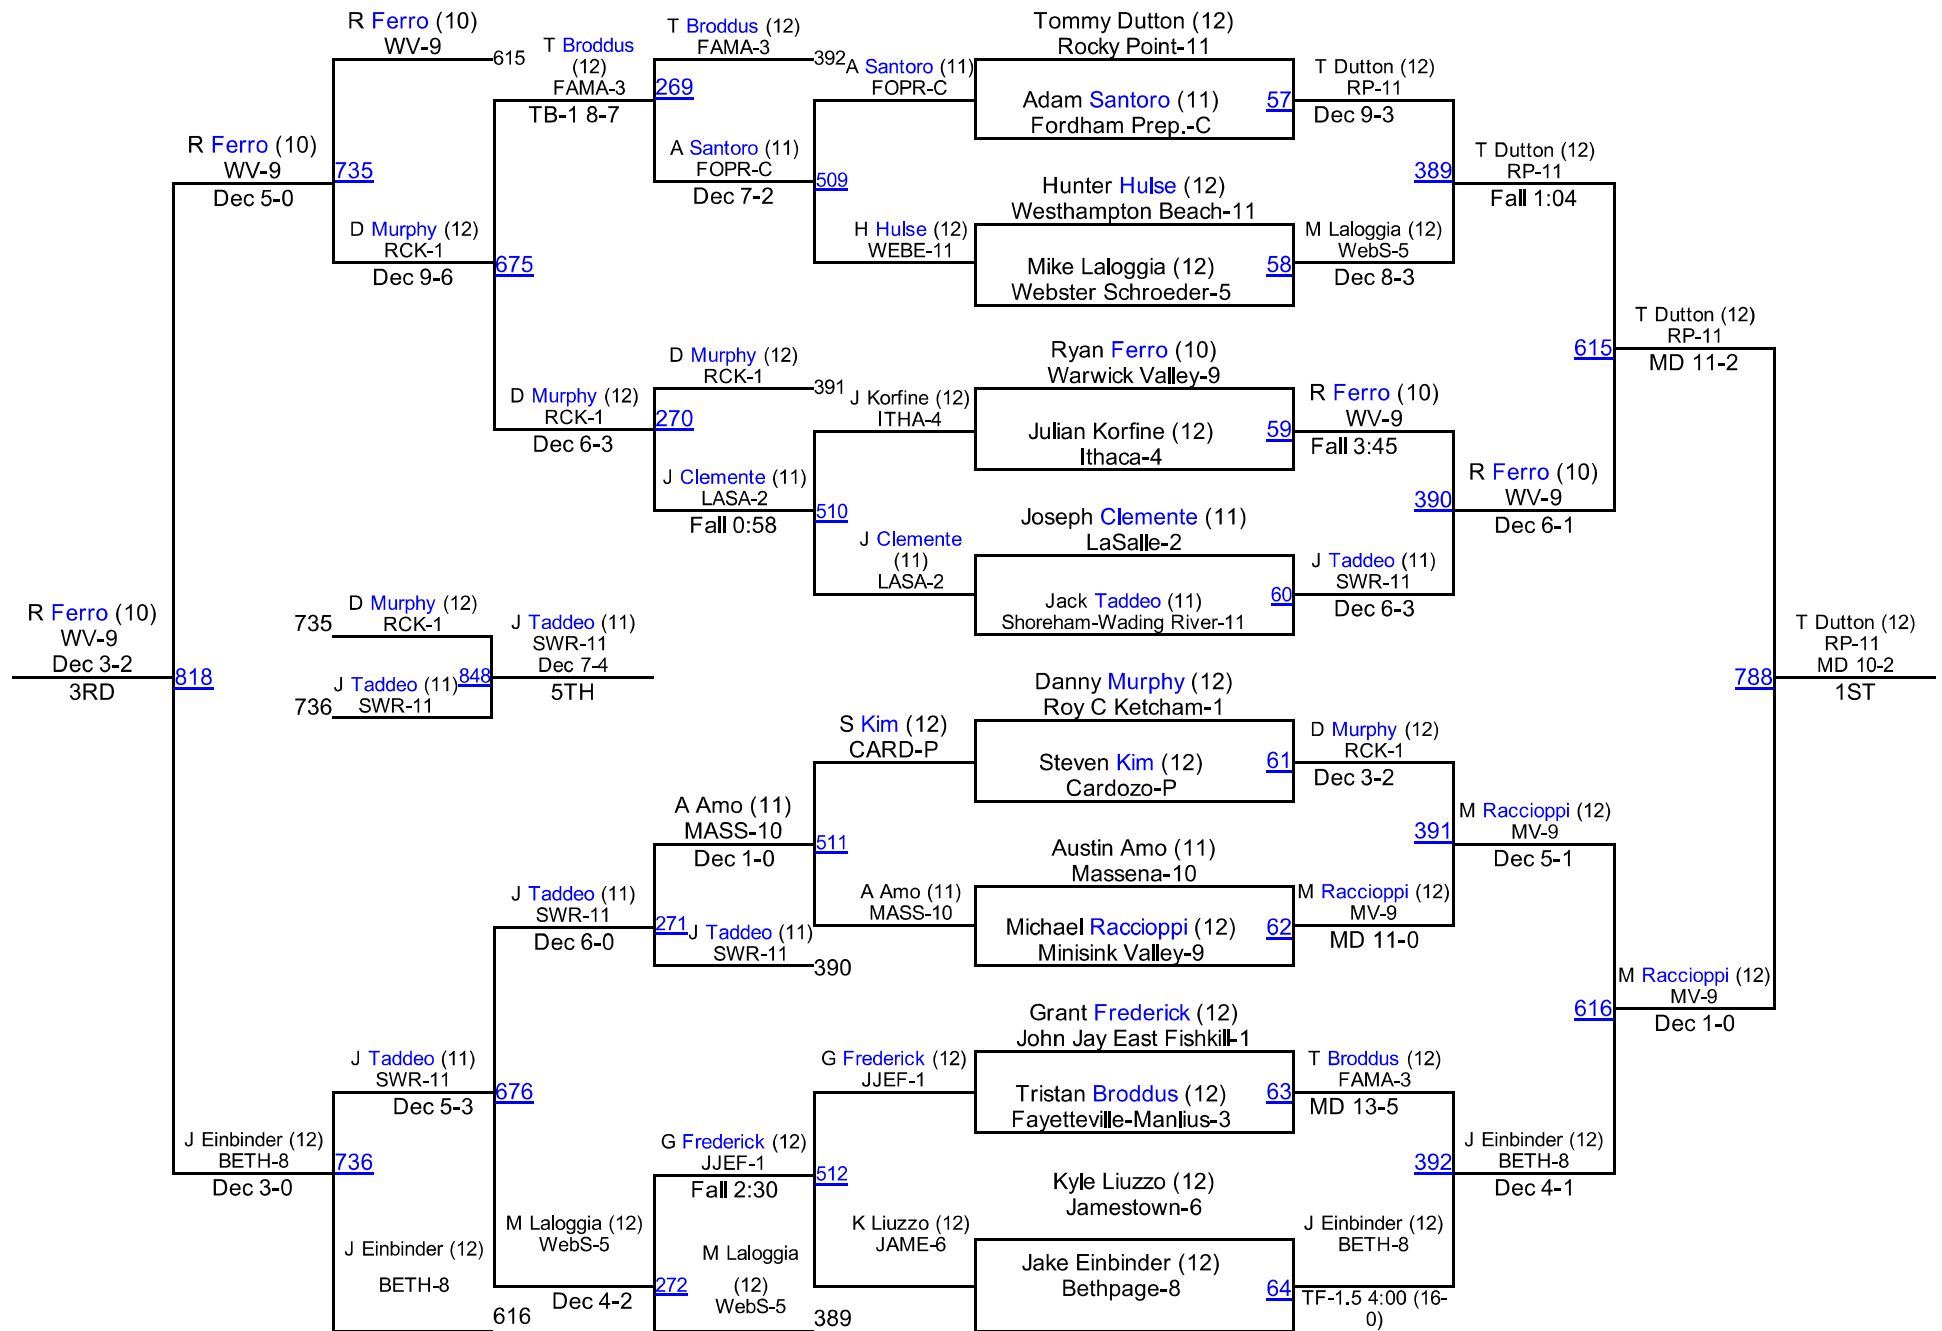 R Ferro (10)
WV-9
615
735
R Ferro (10)
WV-9
Dec 5-0
D Murphy (12)
RCK-1
Dec 9-6
T Broddus
(12)
FAMA-3
TB-1 8-7
675
T Broddus (12)
FAMA-3
392
269
A Santoro (11)
FOPR-C
Dec 7-2
509
A Santoro (11)
FOPR-C
H Hulse (12)
WEBE-11
D Murphy (12)
RCK-1
Dec 6-3
D Murphy (12)
RCK-1
391
270
J Clemente (11)
LASA-2
Fall 0:58
510
J Korfine (12)
ITHA-4
J Clemente
(11)
LASA-2
R Ferro (10)
WV-9
Dec 3-2
3RD
818
735
D Murphy (12)
RCK-1
736
J Taddeo (11)
SWR-11
848
J Taddeo (11)
SWR-11
Dec 7-4
5TH
S Kim (12)
CARD-P
A Amo (11)
MASS-10
Dec 1-0
511
A Amo (11)
MASS-10
J Taddeo (11)
SWR-11
Dec 6-0
271
J Taddeo (11)
SWR-11
390
J Taddeo (11)
SWR-11
Dec 5-3
676
G Frederick (12)
JJEF-1
G Frederick (12)
JJEF-1
Fall 2:30
512
K Liuzzo (12)
JAME-6
J Einbinder (12)
BETH-8
Dec 3-0
736
J Einbinder (12)
BETH-8
616
M Laloggia (12)
WebS-5
Dec 4-2
272
M Laloggia
(12)
WebS-5
389
Tommy Dutton (12)
Rocky Point-11
Adam Santoro (11)
Fordham Prep.-C
57
T Dutton (12)
RP-11
Dec 9-3
Hunter Hulse (12)
Westhampton Beach-11
Mike Laloggia (12)
Webster Schroeder-5
58
M Laloggia (12)
WebS-5
Dec 8-3
389
T Dutton (12)
RP-11
Fall 1:04
Ryan Ferro (10)
Warwick Valley-9
Julian Korfine (12)
Ithaca-4
59
R Ferro (10)
WV-9
Fall 3:45
Joseph Clemente (11)
LaSalle-2
Jack Taddeo (11)
Shoreham-Wading River-11
60
J Taddeo (11)
SWR-11
Dec 6-3
390
R Ferro (10)
WV-9
Dec 6-1
615
T Dutton (12)
RP-11
MD 11-2
Danny Murphy (12)
Roy C Ketcham-1
Steven Kim (12)
Cardozo-P
61
D Murphy (12)
RCK-1
Dec 3-2
Austin Amo (11)
Massena-10
Michael Raccioppi (12)
Minisink Valley-9
62
M Raccioppi (12)
MV-9
MD 11-0
391
M Raccioppi (12)
MV-9
Dec 5-1
Grant Frederick (12)
John Jay East Fishkill-1
Tristan Broddus (12)
Fayetteville-Manlius-3
63
T Broddus (12)
FAMA-3
MD 13-5
Kyle Liuzzo (12)
Jamestown-6
Jake Einbinder (12)
Bethpage-8
64
J Einbinder (12)
BETH-8
TF-1.5 4:00 (16-
0)
392
J Einbinder (12)
BETH-8
Dec 4-1
616
M Raccioppi (12)
MV-9
Dec 1-0
788
T Dutton (12)
RP-11
MD 10-2
1ST